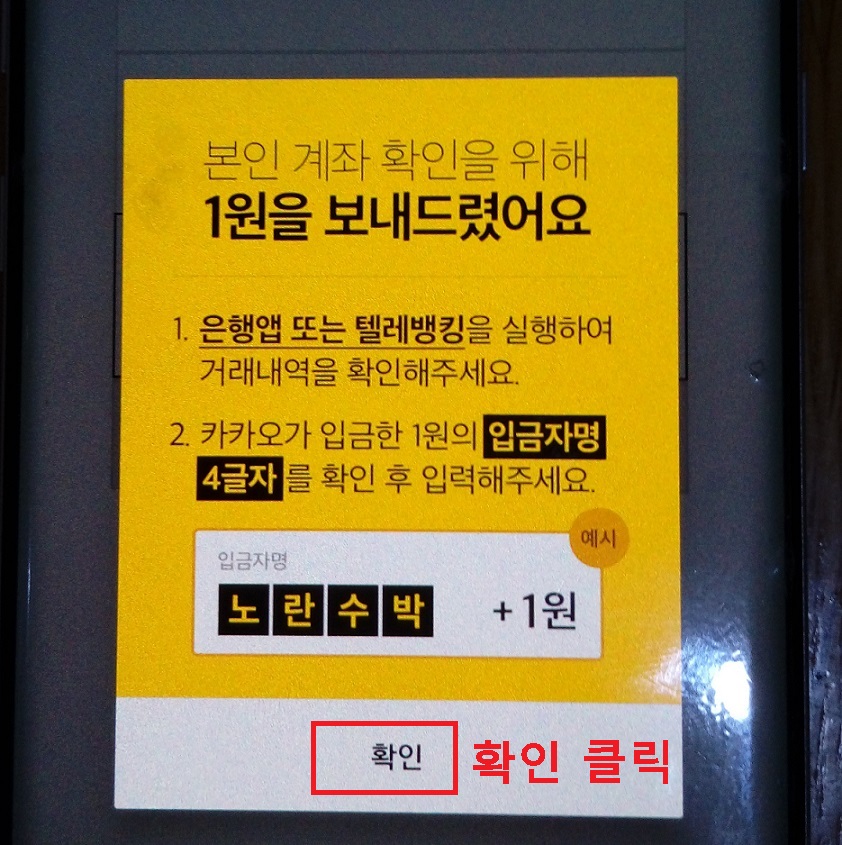 본인 계좌 확인을 위해
1원을 보내드렸어요
1. 은행앱 또는 텔레뱅킹을 실행하여
거래내역을 확인해주세요.
2. 카카오가 입금한 1원의 입금자명
4글자를 확인 후 입력해주세요.
예시
입금자명
노란수박 +1원
확인 확인 클릭